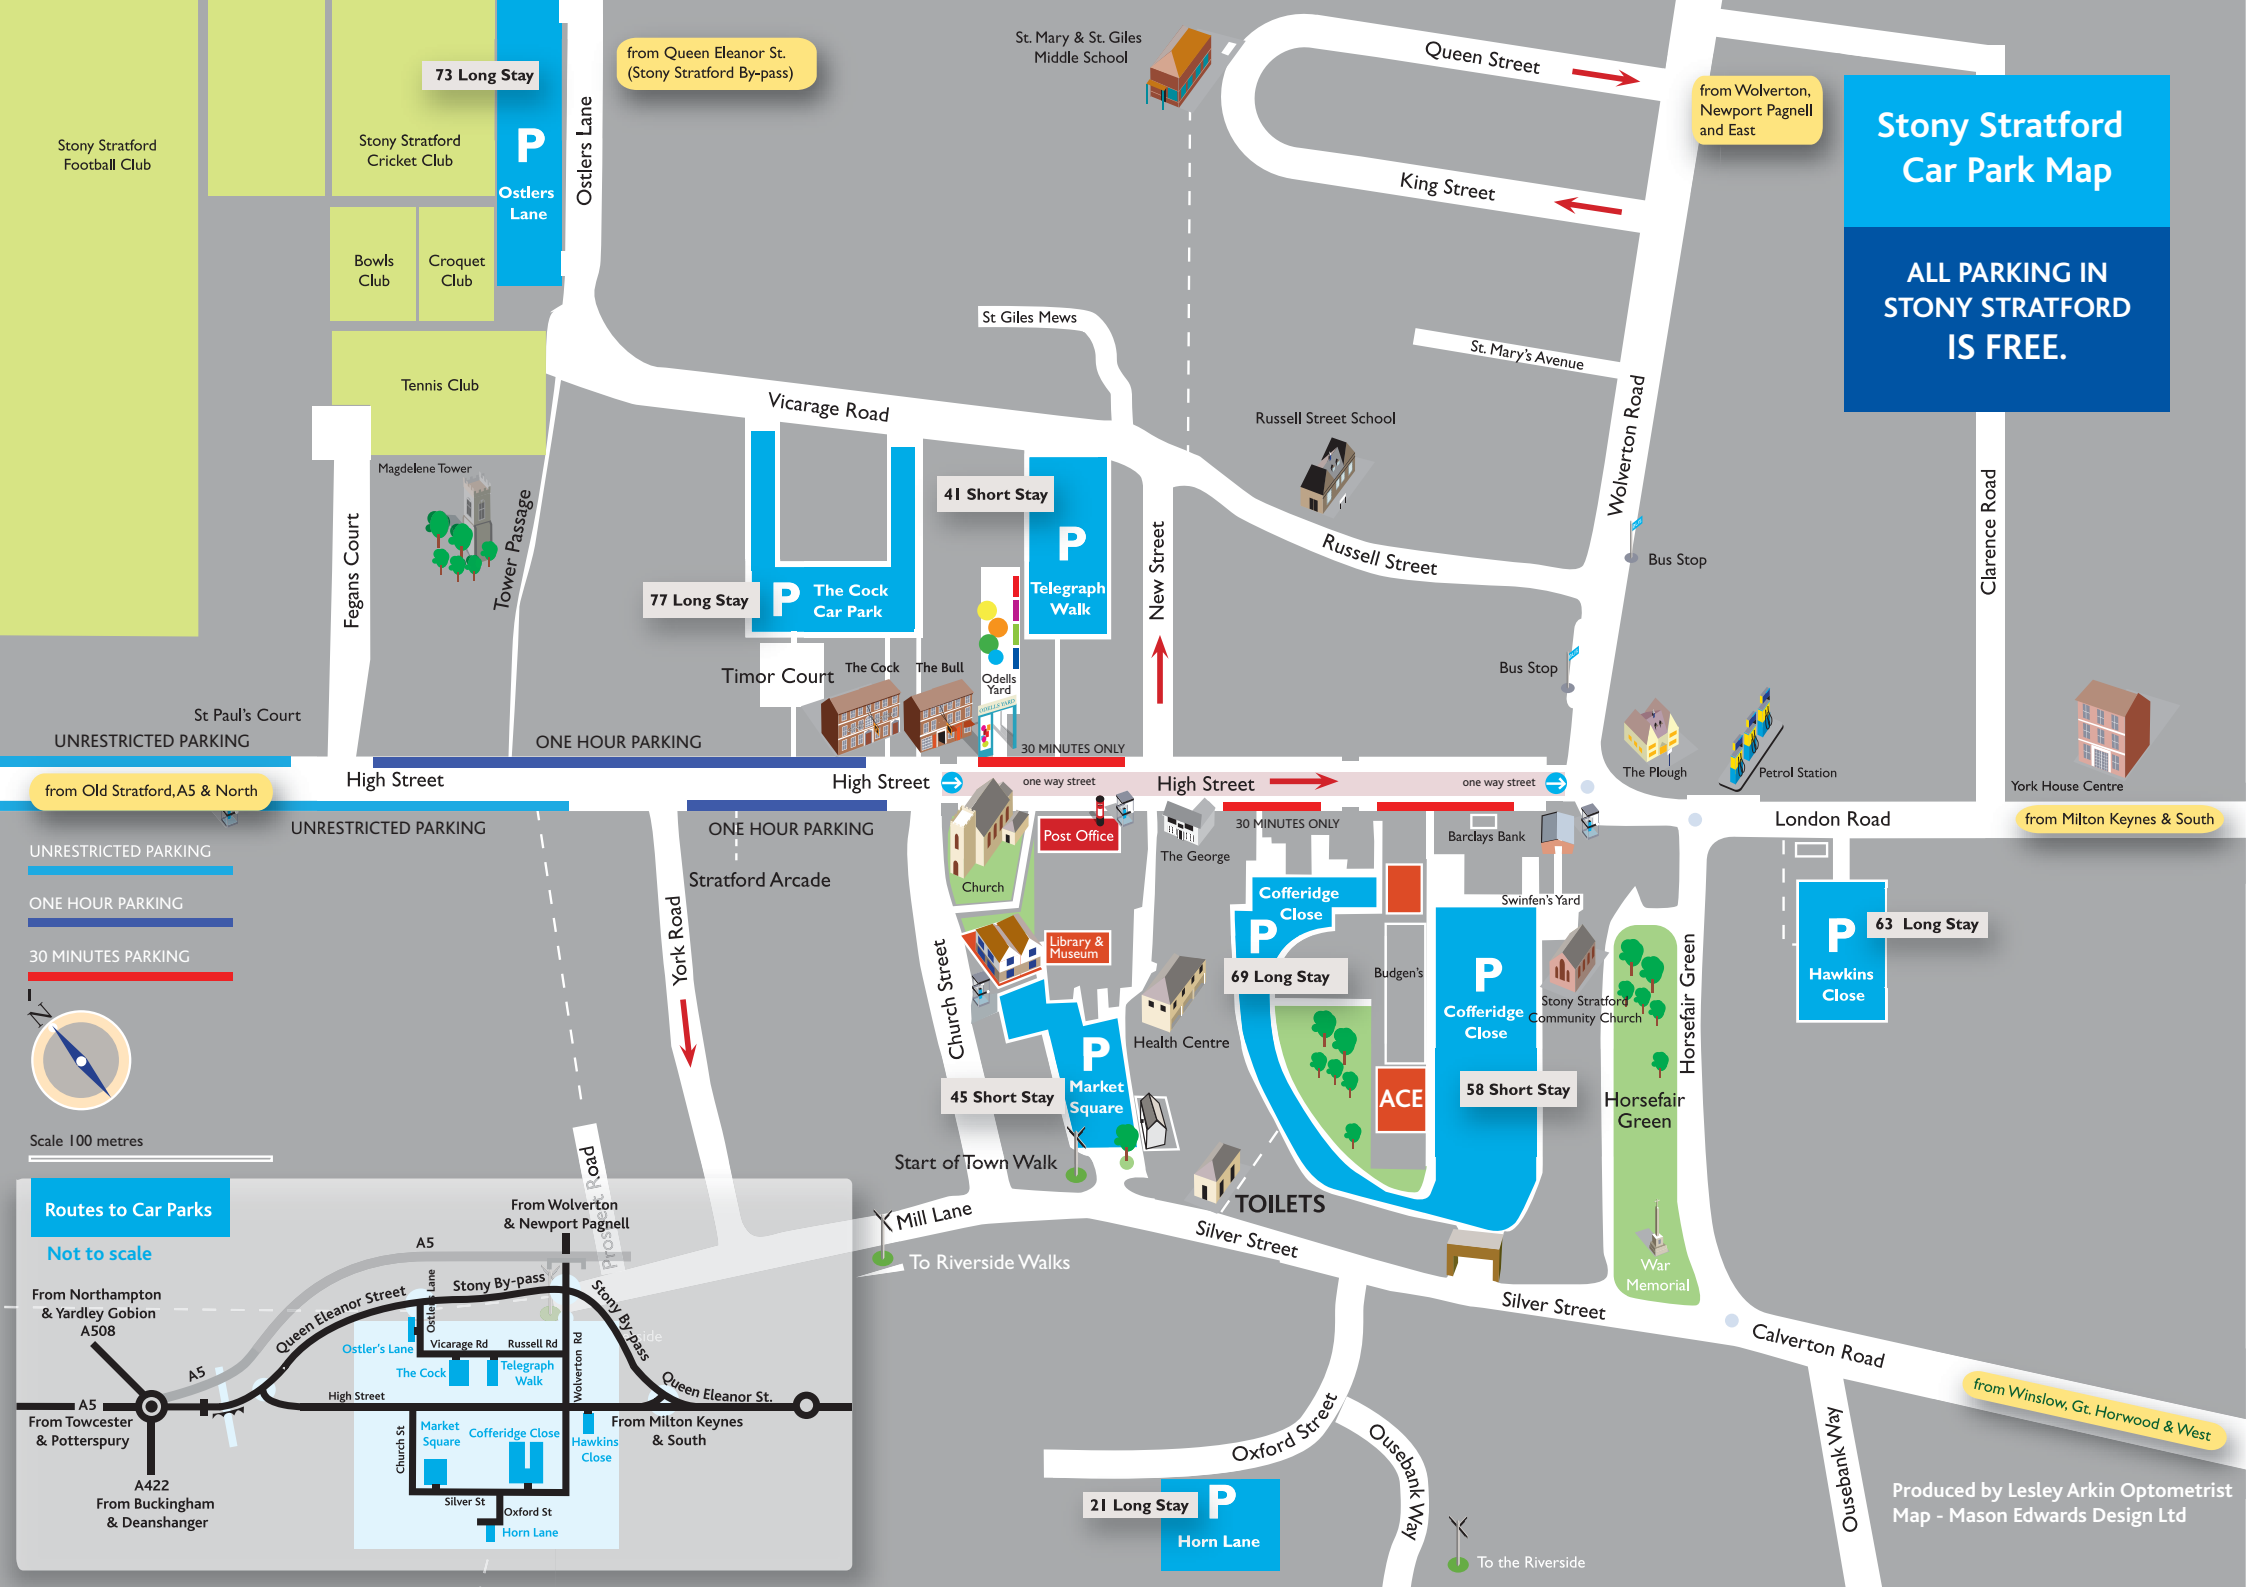 Stony Stratford
Car Park Map
ALL PARKING IN
STONY STRATFORD
IS FREE.
Stony Stratford
Football Club
Stony Stratford
Cricket Club
73 Long Stay
P
Ostlers
Lane
Ostlers Lane
from Queen Eleanor St.
(Stony Stratford By-pass)
Bowls
Club
Croquet
Club
Tennis Club
St. Mary & St. Giles
Middle School
Queen Street
King Street
from Wolverton,
Newport Pagnell
and East
St Giles Mews
St. Mary's Avenue
Vicarage Road
Russell Street School
Wolverton Road
Magdelene Tower
Tower Passage
Fegans Court
41 Short Stay
P
Telegraph
Walk
77 Long Stay
P
The Cock
Car Park
New Street
Russell Street
Bus Stop
Bus Stop
Clarence Road
Timor Court
The Cock
The Bull
Odells
Yard
ODELLS YARD
St Paul's Court
UNRESTRICTED PARKING
ONE HOUR PARKING
30 MINUTES ONLY
The Plough
Petrol Station
York House Centre
from Old Stratford, A5 & North
High Street
High Street
one way street
High Street
one way street
UNRESTRICTED PARKING
ONE HOUR PARKING
30 MINUTES ONLY
London Road
from Milton Keynes & South
Post Office
The George
Barclays Bank
UNRESTRICTED PARKING
ONE HOUR PARKING
30 MINUTES PARKING
N
Scale 100 metres
Stratford Arcade
York Road
Church
Church Street
Library &
Museum
Cofferidge
Close
P
69 Long Stay
Budgen's
Swinfen's Yard
P
Cofferidge
Close
58 Short Stay
Stony Stratford
Community Church
Horsefair Green
63 Long Stay
P
Hawkins
Close
Health Centre
P
Market
Square
45 Short Stay
ACE
Horsefair
Green
Start of Town Walk
TOILETS
Prospect Road
Mill Lane
To Riverside Walks
Silver Street
Silver Street
War
Memorial
Calverton Road
from Winslow, Gt. Horwood & West
Oxford Street
Ousebank Way
Ousebank Way
21 Long Stay
P
Horn Lane
To the Riverside
Produced by Lesley Arkin Optometrist
Map - Mason Edwards Design Ltd
Routes to Car Parks
Not to scale
From Wolverton
& Newport Pagnell
A5
From Northampton
& Yardley Gobion
A508
Queen Eleanor Street
Ostlers Lane
Stony By-pass
Stony By-pass
Ostler's Lane
Vicarage Rd
Russell Rd
Wolverton Rd
The Cock
Telegraph
Walk
A5
Queen Eleanor St.
High Street
A5
From Towcester
& Potterspury
Church St
Market
Square
Cofferidge Close
Hawkins
Close
From Milton Keynes
& South
A422
From Buckingham
& Deanshanger
Silver St
Oxford St
Horn Lane